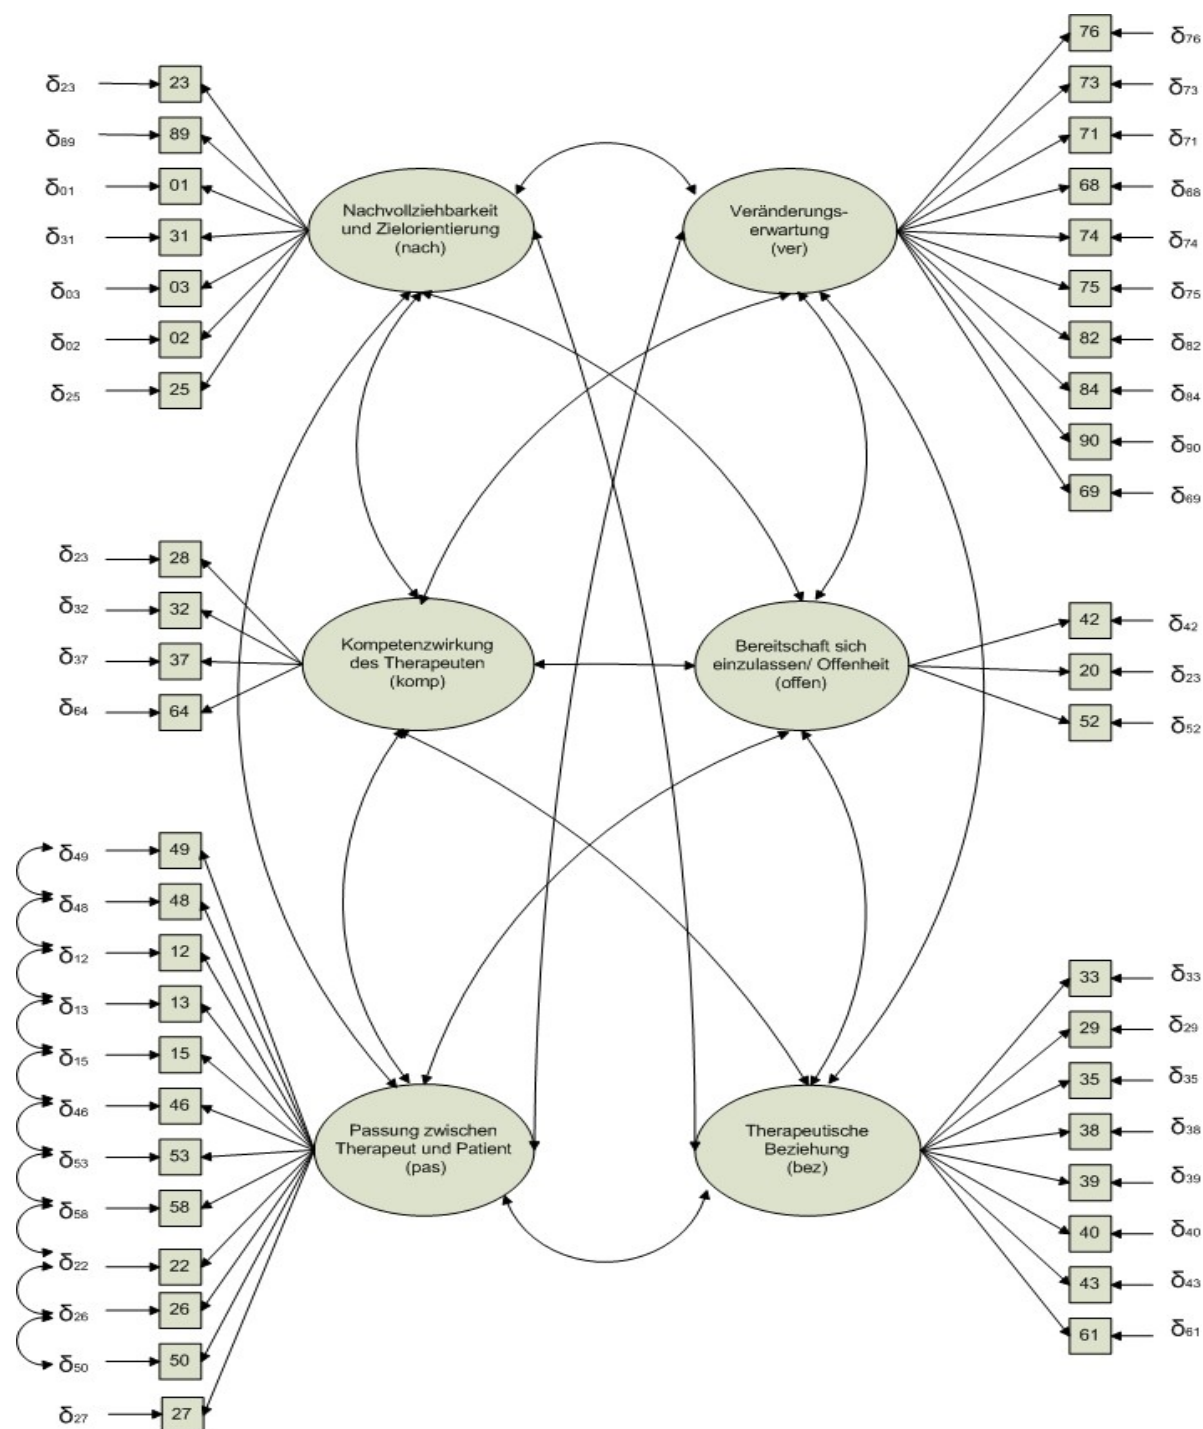 δ23 23
δ89 89
δ01 01
δ31 31
δ03 03
δ02 02
δ25 25
Nachvollziehbarkeit
und Zielorientierung
(nach)
Veränderungs-
erwartung
(ver)
76 δ76
73 δ73
71 δ71
68 δ68
74 δ74
75 δ75
82 δ82
84 δ84
90 δ90
69 δ69
δ23 28
δ32 32
δ37 37
δ64 64
Kompetenzwirkung
des Therapeuten
(komp)
Bereitschaft sich
einzulassen/ Offenheit
(offen)
42 δ42
20 δ23
52 δ52
δ49 49
δ48 48
δ12 12
δ13 13
δ15 15
δ46 46
δ53 53
δ58 58
δ22 22
δ26 26
δ50 50
δ27 27
Passung zwischen
Therapeut und Patient
(pas)
Therapeutische
Beziehung
(bez)
33 δ33
29 δ29
35 δ35
38 δ38
39 δ39
40 δ40
43 δ43
61 δ61